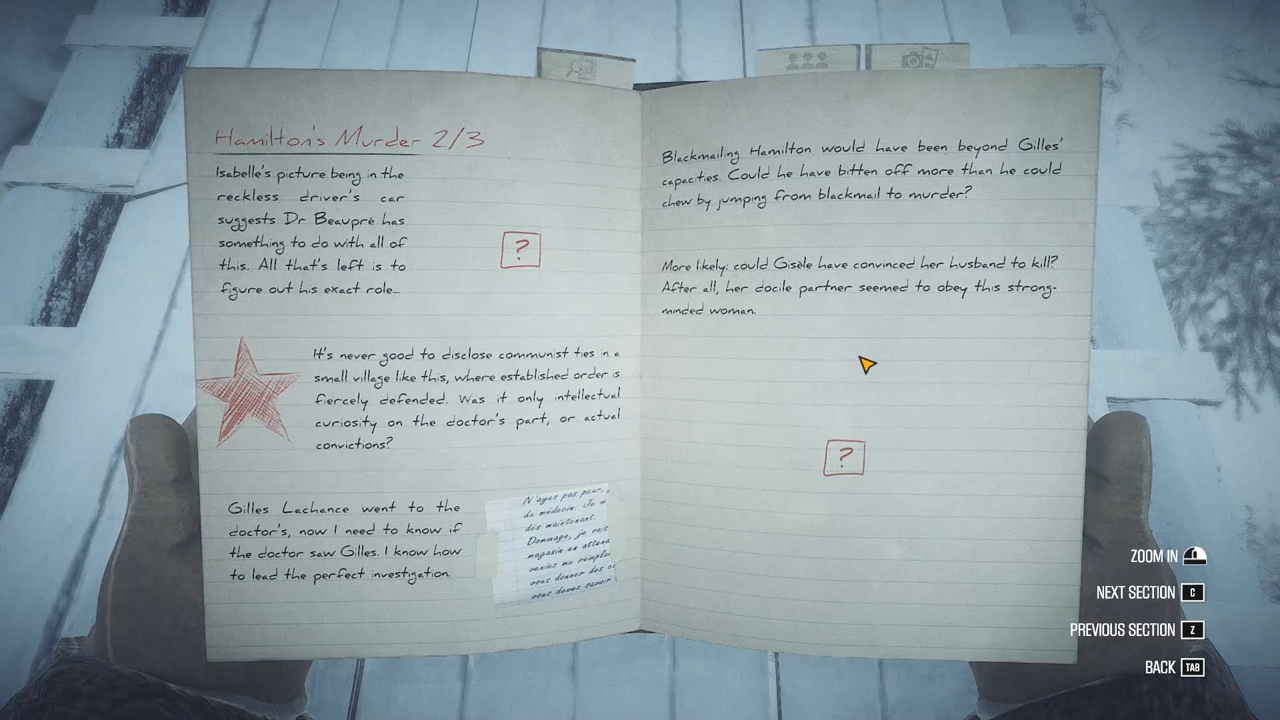 Hamilton's Murder 2/3
Isabelle's picture being in the
reckless driver's car
suggests Dr Beaupré has
something to do with all of
this. All that's left is to
figure out his exact role...
?
It's never good to disclose communist ties in a
small village like this, where established order is
fiercely defended. Was it only intellectual
curiosity on the doctor's part, or actual
convictions?
Gilles Lachance went to the
doctor's, now I need to know if
the doctor saw Gilles. I know how
to lead the perfect investigation.
N'ayez pas peur,
du médecin.
dès maintenant.
Dommage, je vais
magasin en
vous donner des
vous devez savoir
Blackmailing Hamilton would have been beyond Gilles'
capacities. Could he have bitten off more than he could
chew by jumping from blackmail to murder?
More likely: could Gisèle have convinced her husband to kill?
After all, her docile partner seemed to obey this strong-
minded woman.
?
ZOOM IN
NEXT SECTION C
PREVIOUS SECTION Z
BACK TAB